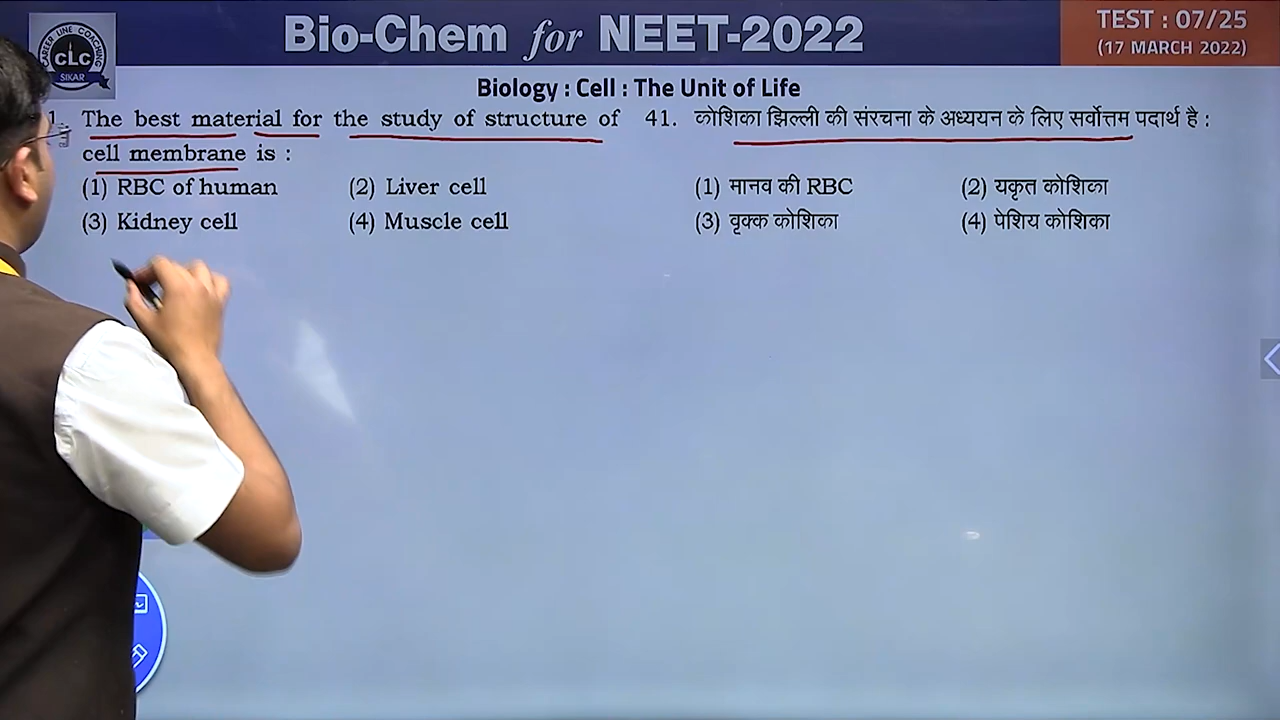 CAREER LINE COACHING
CLC
SIKAR
Bio-Chem for NEET-2022
TEST : 07/25
(17 MARCH 2022)
Biology : Cell : The Unit of Life
The best material for the study of structure of
cell membrane is :
(1) RBC of human (2) Liver cell
(3) Kidney cell (4) Muscle cell
41. कोशिका झिल्ली की संरचना के अध्ययन के लिए सर्वोत्तम पदार्थ है :
(1) मानव की RBC (2) यकृत कोशिका
(3) वृक्क कोशिका (4) पेशिय कोशिका